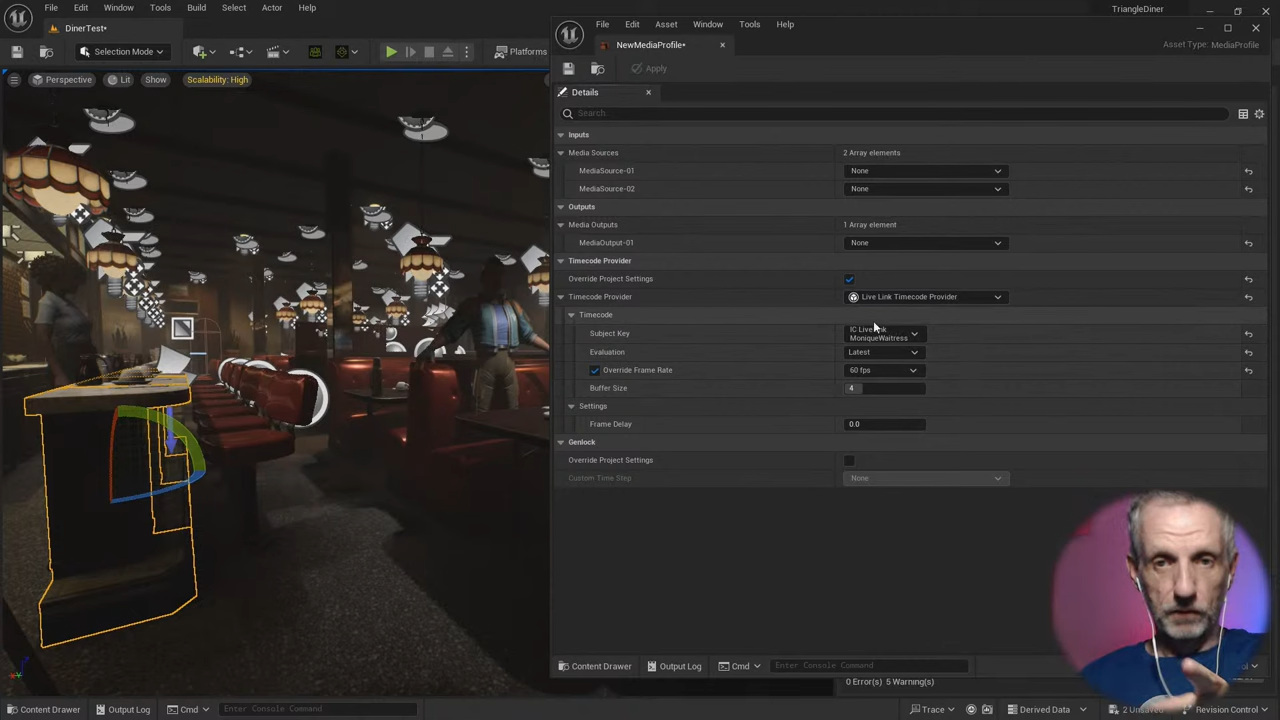 File Edit Window Tools Build Select Actor Help
DinerTest*
Selection Mode
Platforms
Perspective Lit Show Scalability: High
TriangleDiner
File Edit Asset Window Tools Help
NewMediaProfile*
Asset Type: MediaProfile
Apply
Details
Search
Inputs
Media Sources 2 Array elements
MediaSource-01 None
MediaSource-02 None
Outputs
Media Outputs 1 Array element
MediaOutput-01 None
Timecode Provider
Override Project Settings
Timecode Provider Live Link Timecode Provider
Timecode
Subject Key IC Live Link
MoniqueWaitress
Evaluation Latest
Override Frame Rate 60 fps
Buffer Size 4
Settings
Frame Delay 0.0
Genlock
Override Project Settings
Custom Time Step None
Content Drawer Output Log Cmd Enter Console Command
0 Error(s) 5 Warning(s)
Content Drawer Output Log Cmd Enter Console Command
Trace Derived Data 2 Unsaved Revision Control